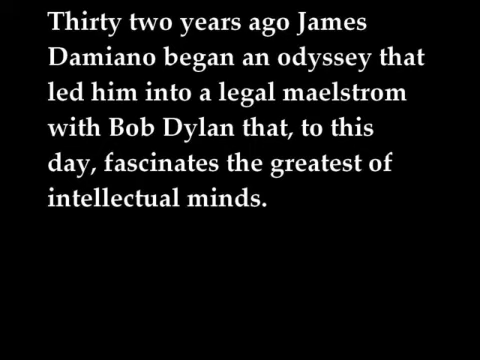 Thirty two years ago James
Damiano began an odyssey that
led him into a legal maelstrom
with Bob Dylan that, to this
day, fascinates the greatest of
intellectual minds.